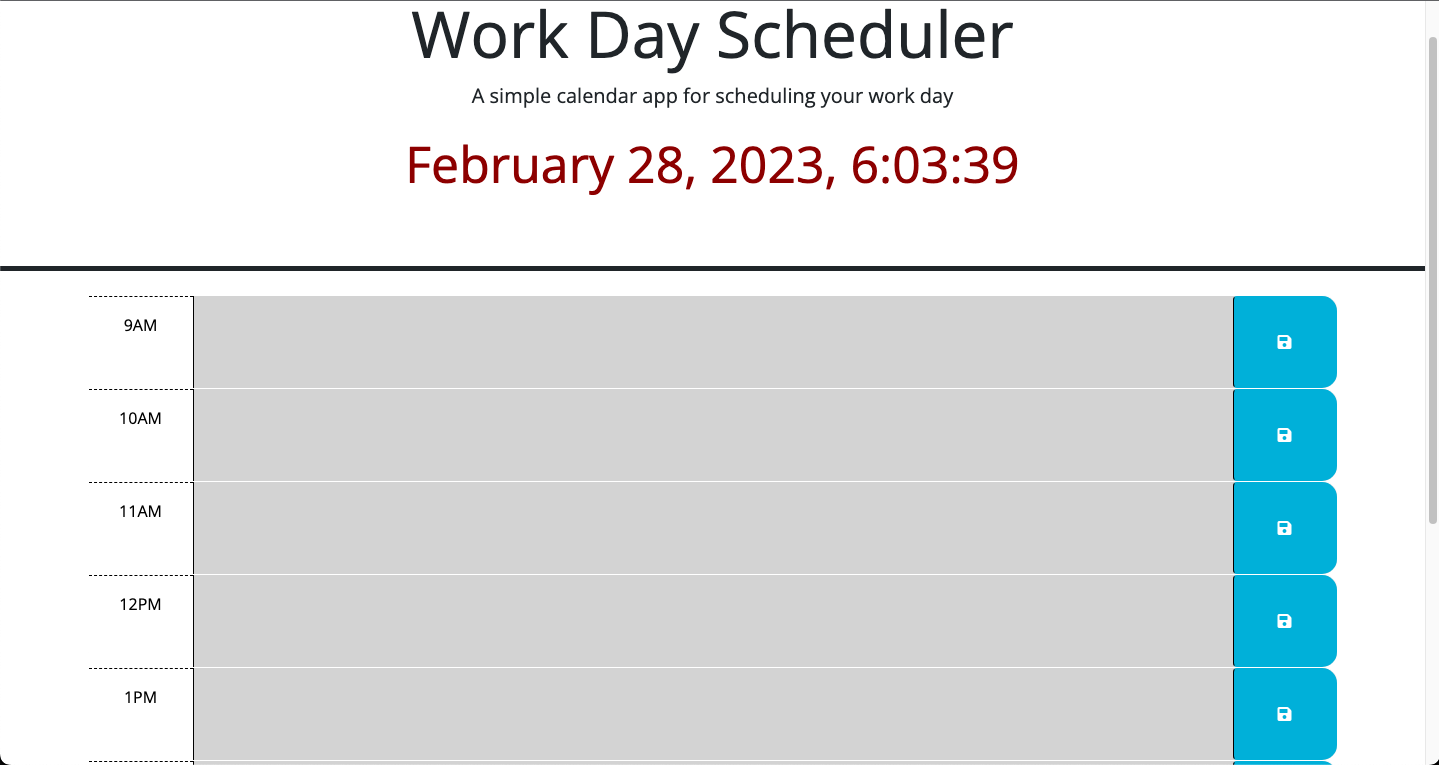 Work Day Scheduler
A simple calendar app for scheduling your work day
February 28, 2023, 6:03:39
9AM
10AM
11AM
12PM
1PM